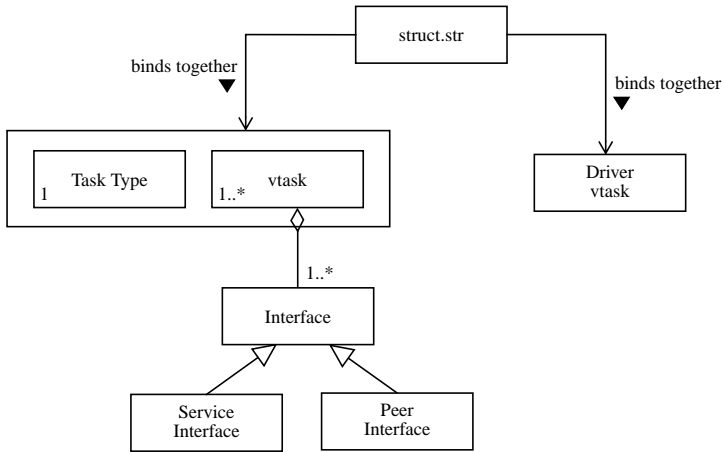 struct.str
binds together
binds together
Task Type
1
vtask
1..*
Driver
vtask
1..*
Interface
Service
Interface
Peer
Interface